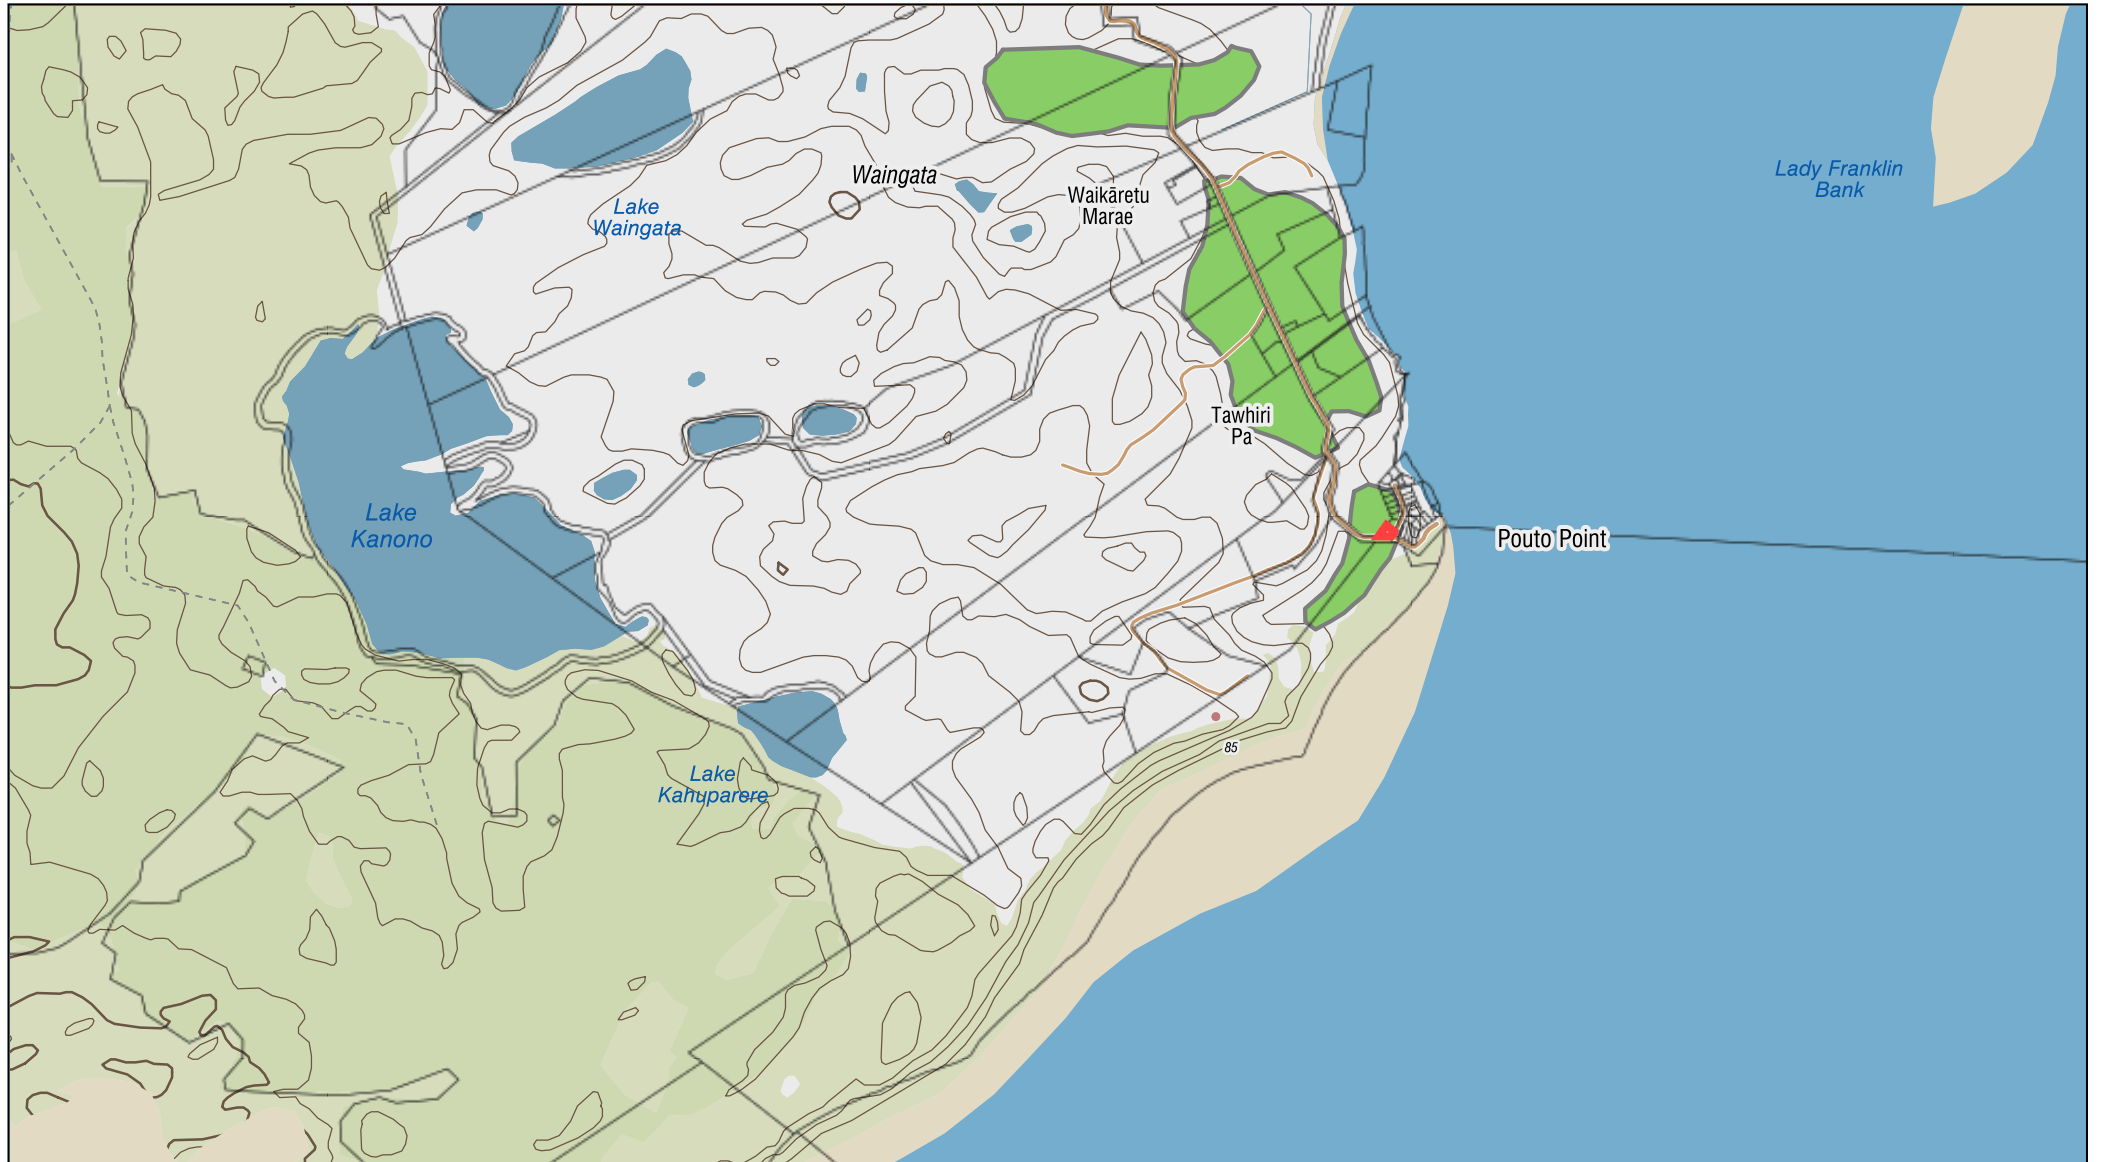 Lady Franklin
Bank
Waingata
Waikāretu
Marae
Lake
Waingata
Tawhiri
Pa
Lake
Kanono
Pouto Point
85
Lake
Kahuparere